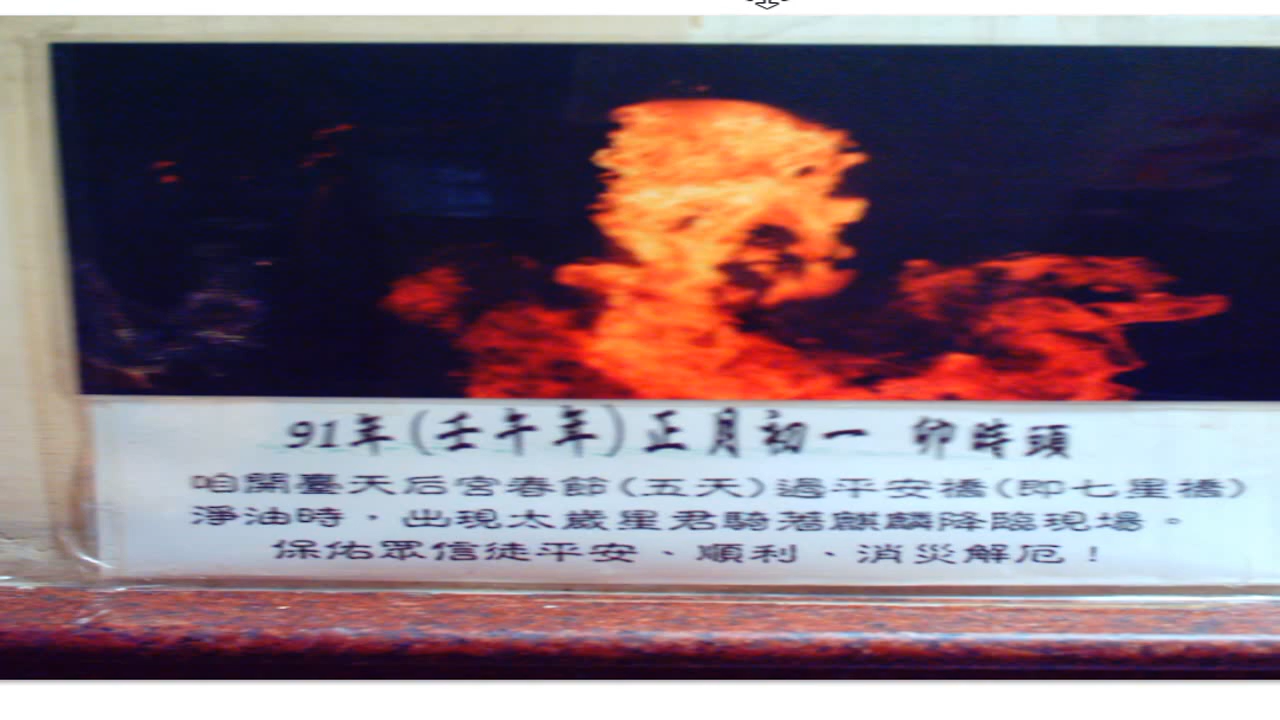 91年(壬午年)正月初一 卯時頭
咱開臺天后宮春節(五天)過平安橋(即七星橋)
淨油時，出現太歲星君騎著麒麟降臨現場。
保佑眾信徒平安、順利、消災解厄！